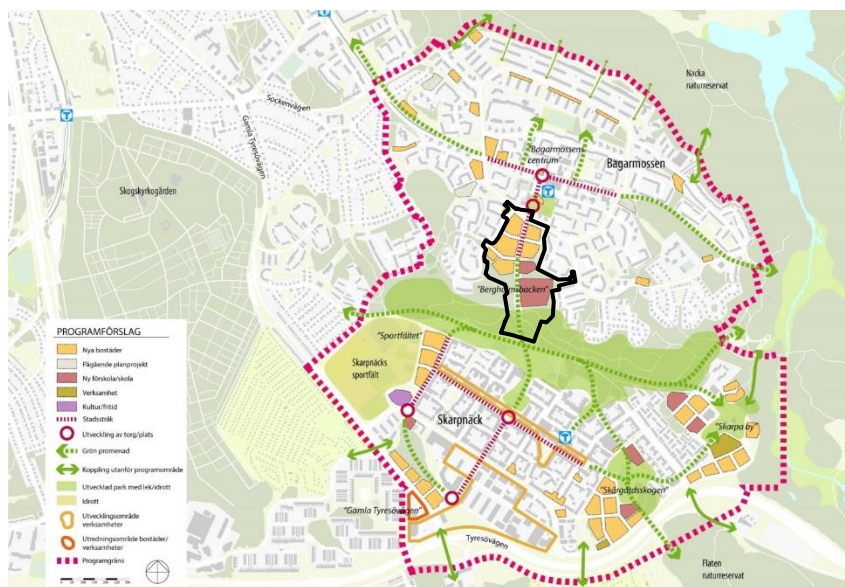 Nacka
naturreservat
Sockenvägen
Gamla Tyresövägen
"Bagarmossens
centrum"
Bagarmossen
Skogskyrkogården
"Bergholmsbacken"
PROGRAMFÖRSLAG
Nya bostäder
Pågående planprojekt
Ny förskola/skola
Verksamhet
Kultur/fritid
Stadsstråk
Utveckling av torg/plats
Grön promenad
Koppling utanför programområde
Utvecklad park med lek/idrott
Idrott
Utvecklingsområde
verksamheter
Utredningsområde bostäder/
verksamheter
Programgräns
"Sportfältet"
Skarpnäcks
sportfält
Skarpnäck
"Skarpa by"
"Skärgårdsskogen"
"Gamla Tyresövägen"
Tyresövägen
Flaten
naturreservat
T
T
T
T